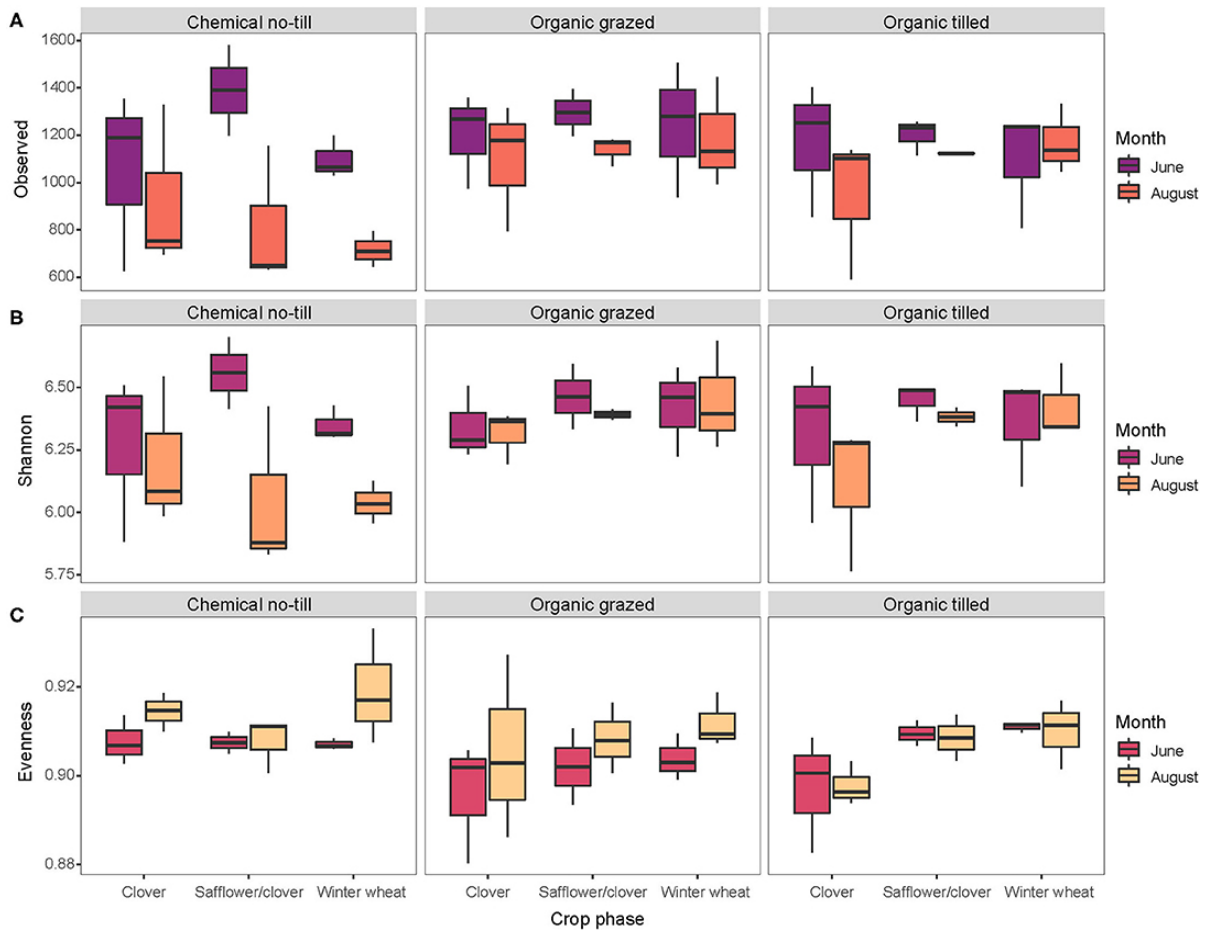 A
Chemical no-till Organic grazed Organic tilled
1600
1400
1200
1000
800
600
Observed
Month
June
August
B
Chemical no-till Organic grazed Organic tilled
6.50
6.25
6.00
5.75
Shannon
Month
June
August
C
Chemical no-till Organic grazed Organic tilled
0.92
0.90
0.88
Evenness
Month
June
August
Clover Safflower/clover Winter wheat Clover Safflower/clover Winter wheat Clover Safflower/clover Winter wheat
Crop phase